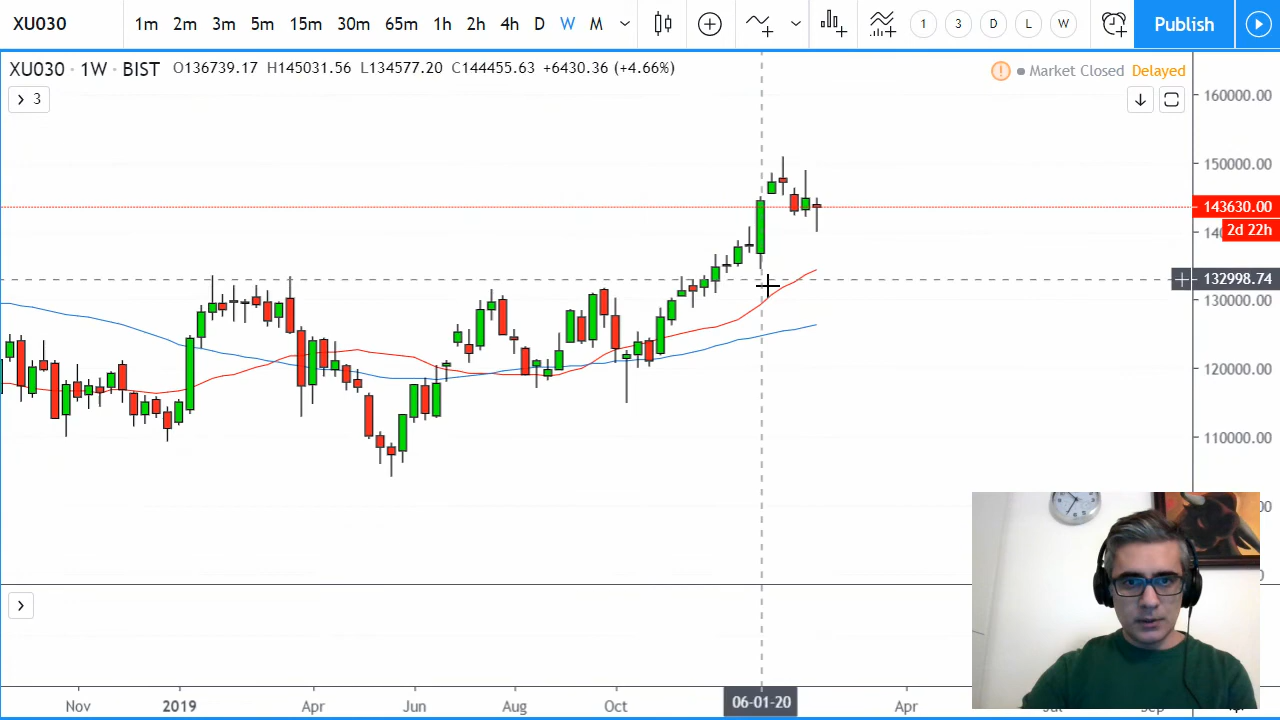 XU030 1m 2m 3m 5m 15m 30m 65m 1h 2h 4h D W M 1 3 D L W Publish
XU030 · 1W · BIST O136739.17 H145031.56 L134577.20 C144455.63 +6430.36 (+4.66%) Market Closed Delayed
3
160000.00
150000.00
143630.00
2d 22h
132998.74
130000.00
120000.00
110000.00
Nov 2019 Apr Jun Aug Oct 06-01-20 Apr